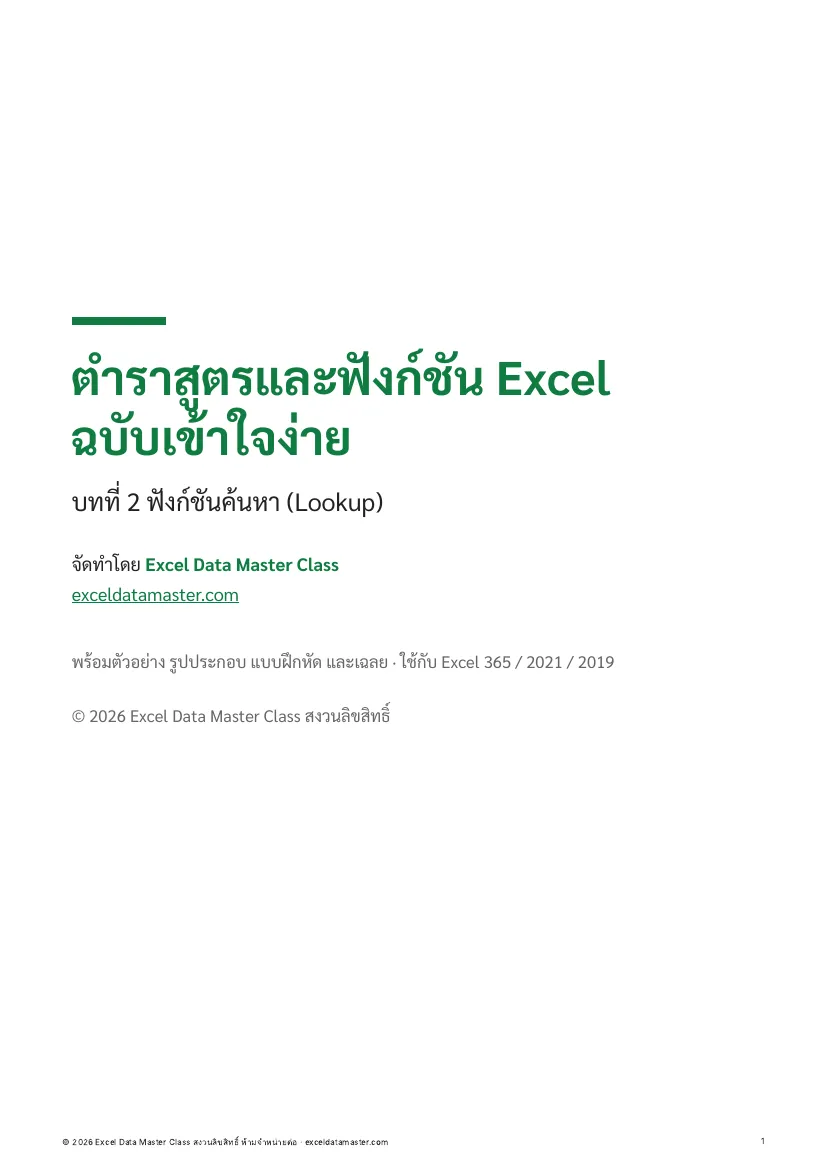 ตำราสูตรและฟังก์ชัน Excel
ฉบับเข้าใจง่าย
บทที่ 2 ฟังก์ชันค้นหา (Lookup)
จัดทำโดย Excel Data Master Class
exceldatamaster.com
พร้อมตัวอย่าง รูปประกอบ แบบฝึกหัด และเฉลย · ใช้กับ Excel 365 / 2021 / 2019
© 2026 Excel Data Master Class สงวนลิขสิทธิ์
© 2026 Excel Data Master Class สงวนลิขสิทธิ์ ห้ามจำหน่ายต่อ · exceldatamaster.com 1